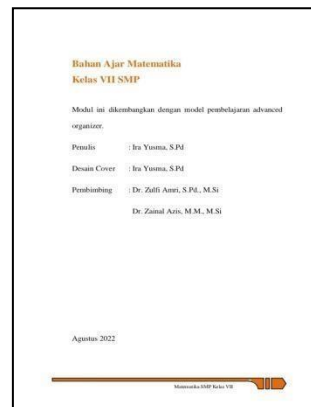 Bahan Ajar Matematika
Kelas VII SMP
Modul ini dikembangkan dengan model pembelajaran advanced
organizer.
Penulis : Ira Yusma, S.Pd
Desain Cover : Ira Yusma, S.Pd
Pembimbing : Dr. Zulfi Amri, S.Pd., M.Si
Dr. Zainal Azis, M.M., M.Si
Agustus 2022
Matematika SMP Kelas VII